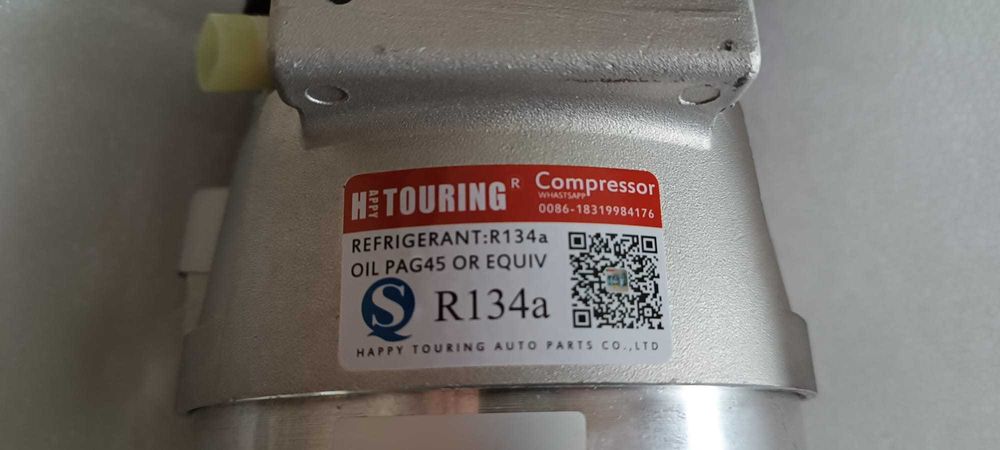 HAPPY TOURING® Compressor
WHASTSAPP
0086-18319984176
REFRIGERANT:R134a
OIL PAG45 OR EQUIV
QS R134a
HAPPY TOURING AUTO PARTS CO.,LTD